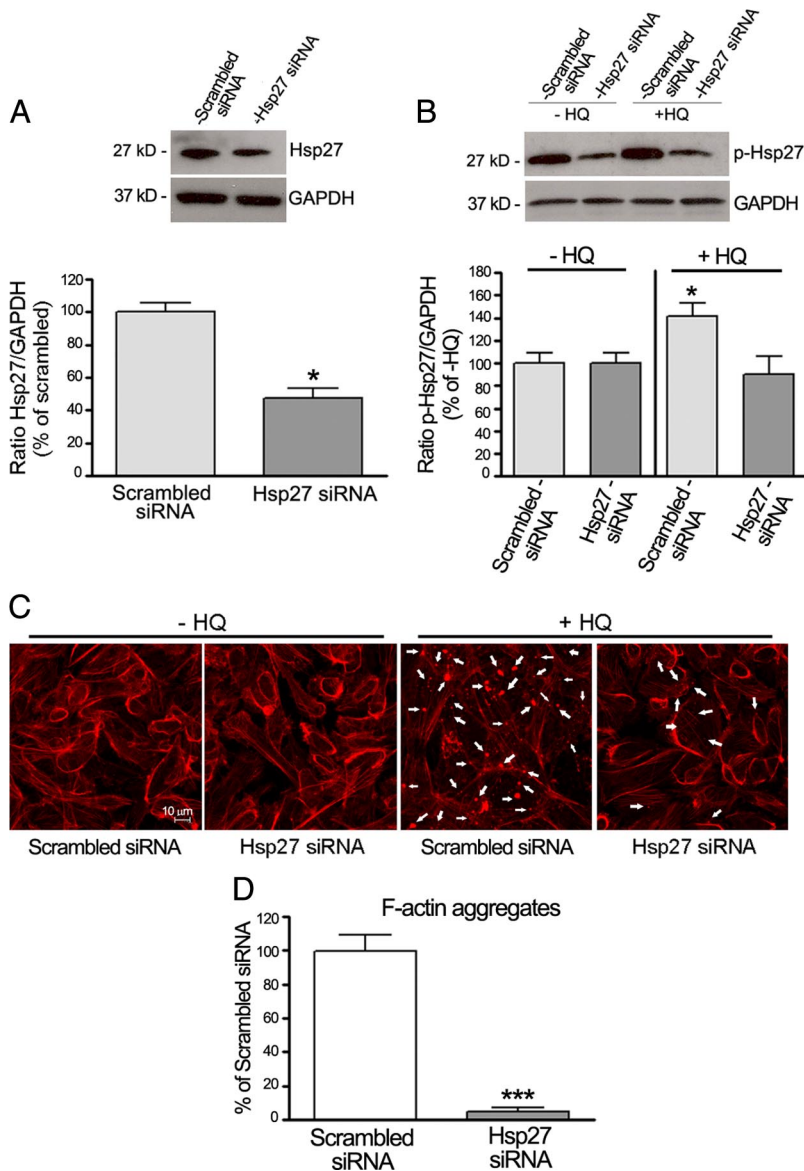 A
-Scrambled
siRNA
-Hsp27 siRNA
27 kD -
Hsp27
37 kD -
GAPDH
Ratio Hsp27/GAPDH
(% of scrambled)
120
100
80
60
40
20
0
*
Scrambled
siRNA
Hsp27 siRNA
B
-Scrambled
siRNA
-Hsp27 siRNA
-Scrambled
siRNA
-Hsp27 siRNA
- HQ
+HQ
27 kD -
p-Hsp27
37 kD -
GAPDH
- HQ
+ HQ
Ratio p-Hsp27/GAPDH
(% of -HQ)
180
160
140
120
100
80
60
40
20
0
*
Scrambled-
siRNA
Hsp27-
siRNA
Scrambled-
siRNA
Hsp27-
siRNA
C
- HQ
+ HQ
10 µm
Scrambled siRNA
Hsp27 siRNA
Scrambled siRNA
Hsp27 siRNA
D
F-actin aggregates
% of Scrambled siRNA
120
100
80
60
40
20
0
***
Scrambled
siRNA
Hsp27
siRNA